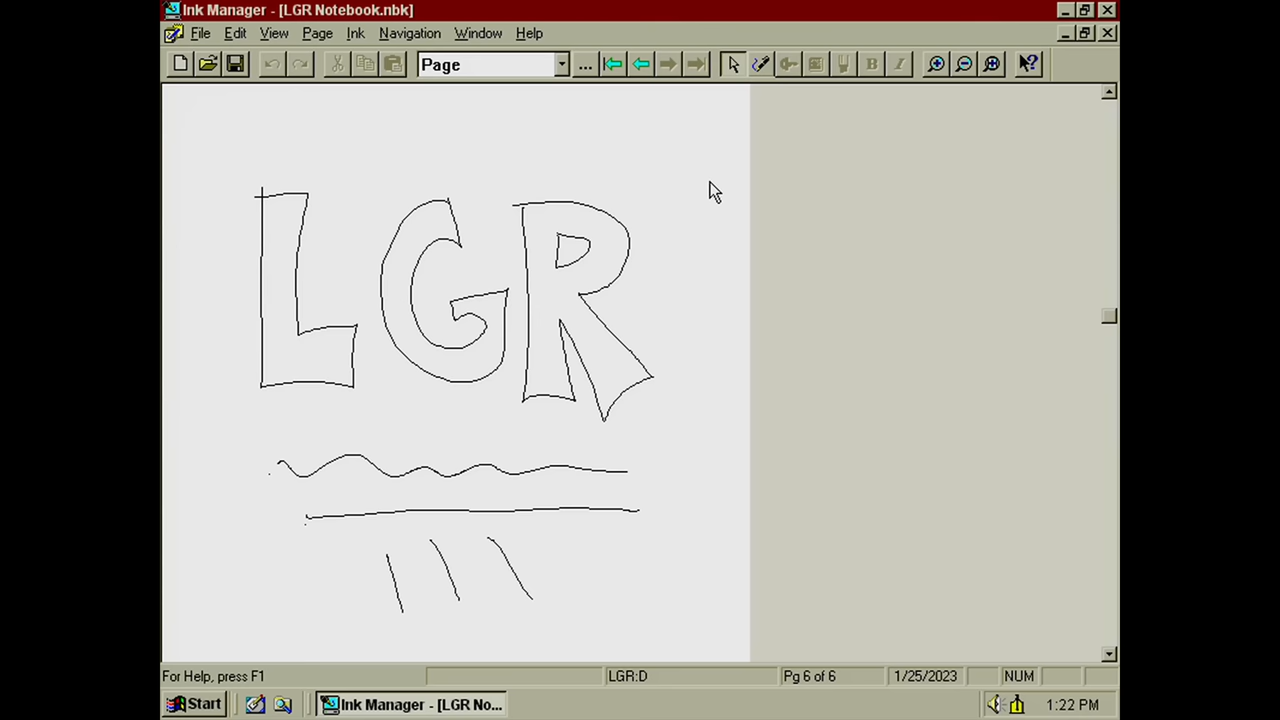 Ink Manager - [LGR Notebook.nbk]
File Edit View Page Ink Navigation Window Help
Page ... B I ?
LGR
For Help, press F1 LGR:D Pg 6 of 6 1/25/2023 NUM
Start Ink Manager - [LGR No... 1:22 PM